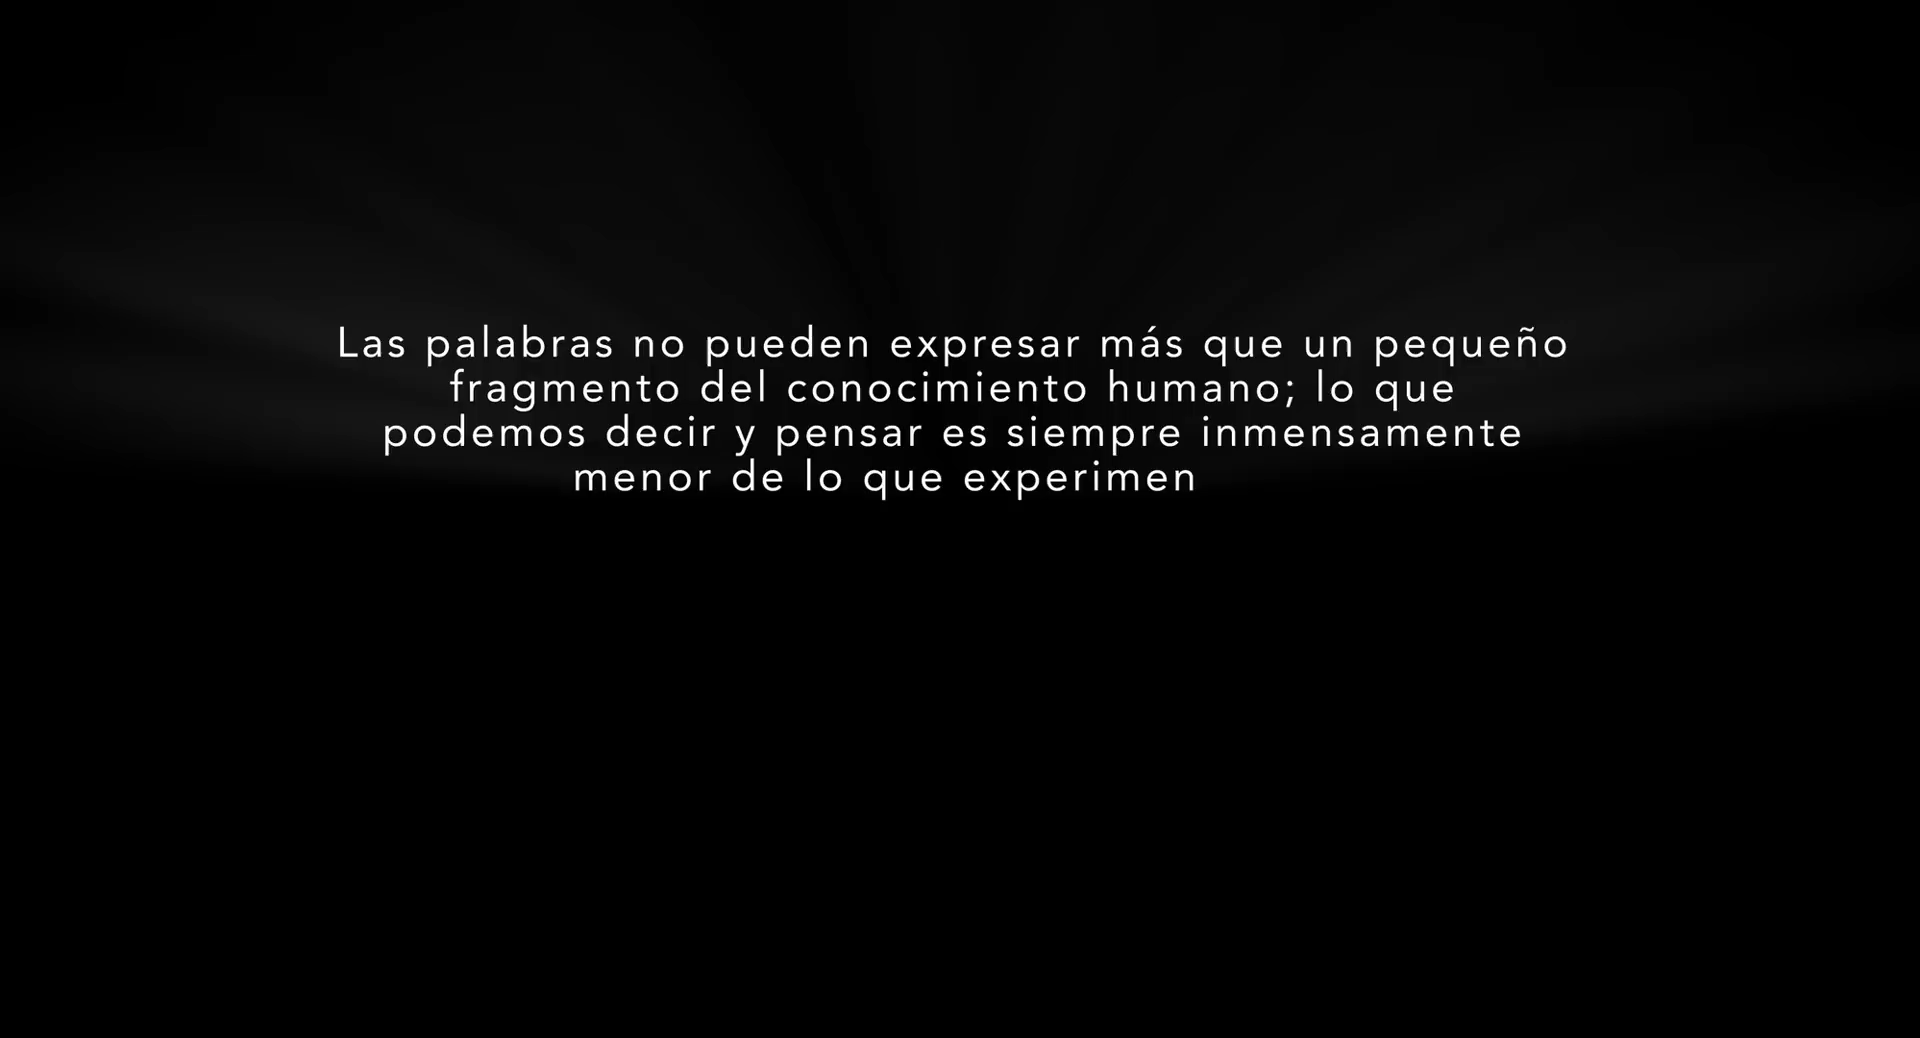 Las palabras no pueden expresar más que un pequeño
fragmento del conocimiento humano; lo que
podemos decir y pensar es siempre inmensamente
menor de lo que experimen